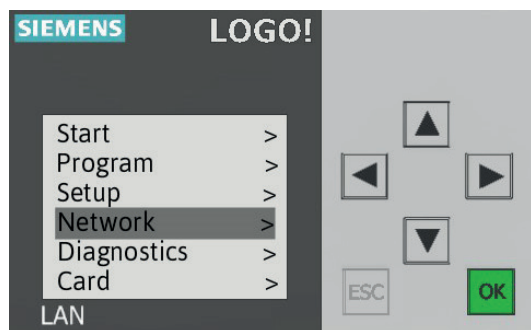 SIEMENS LOGO!
Start >
Program >
Setup >
Network >
Diagnostics >
Card >
LAN
ESC OK